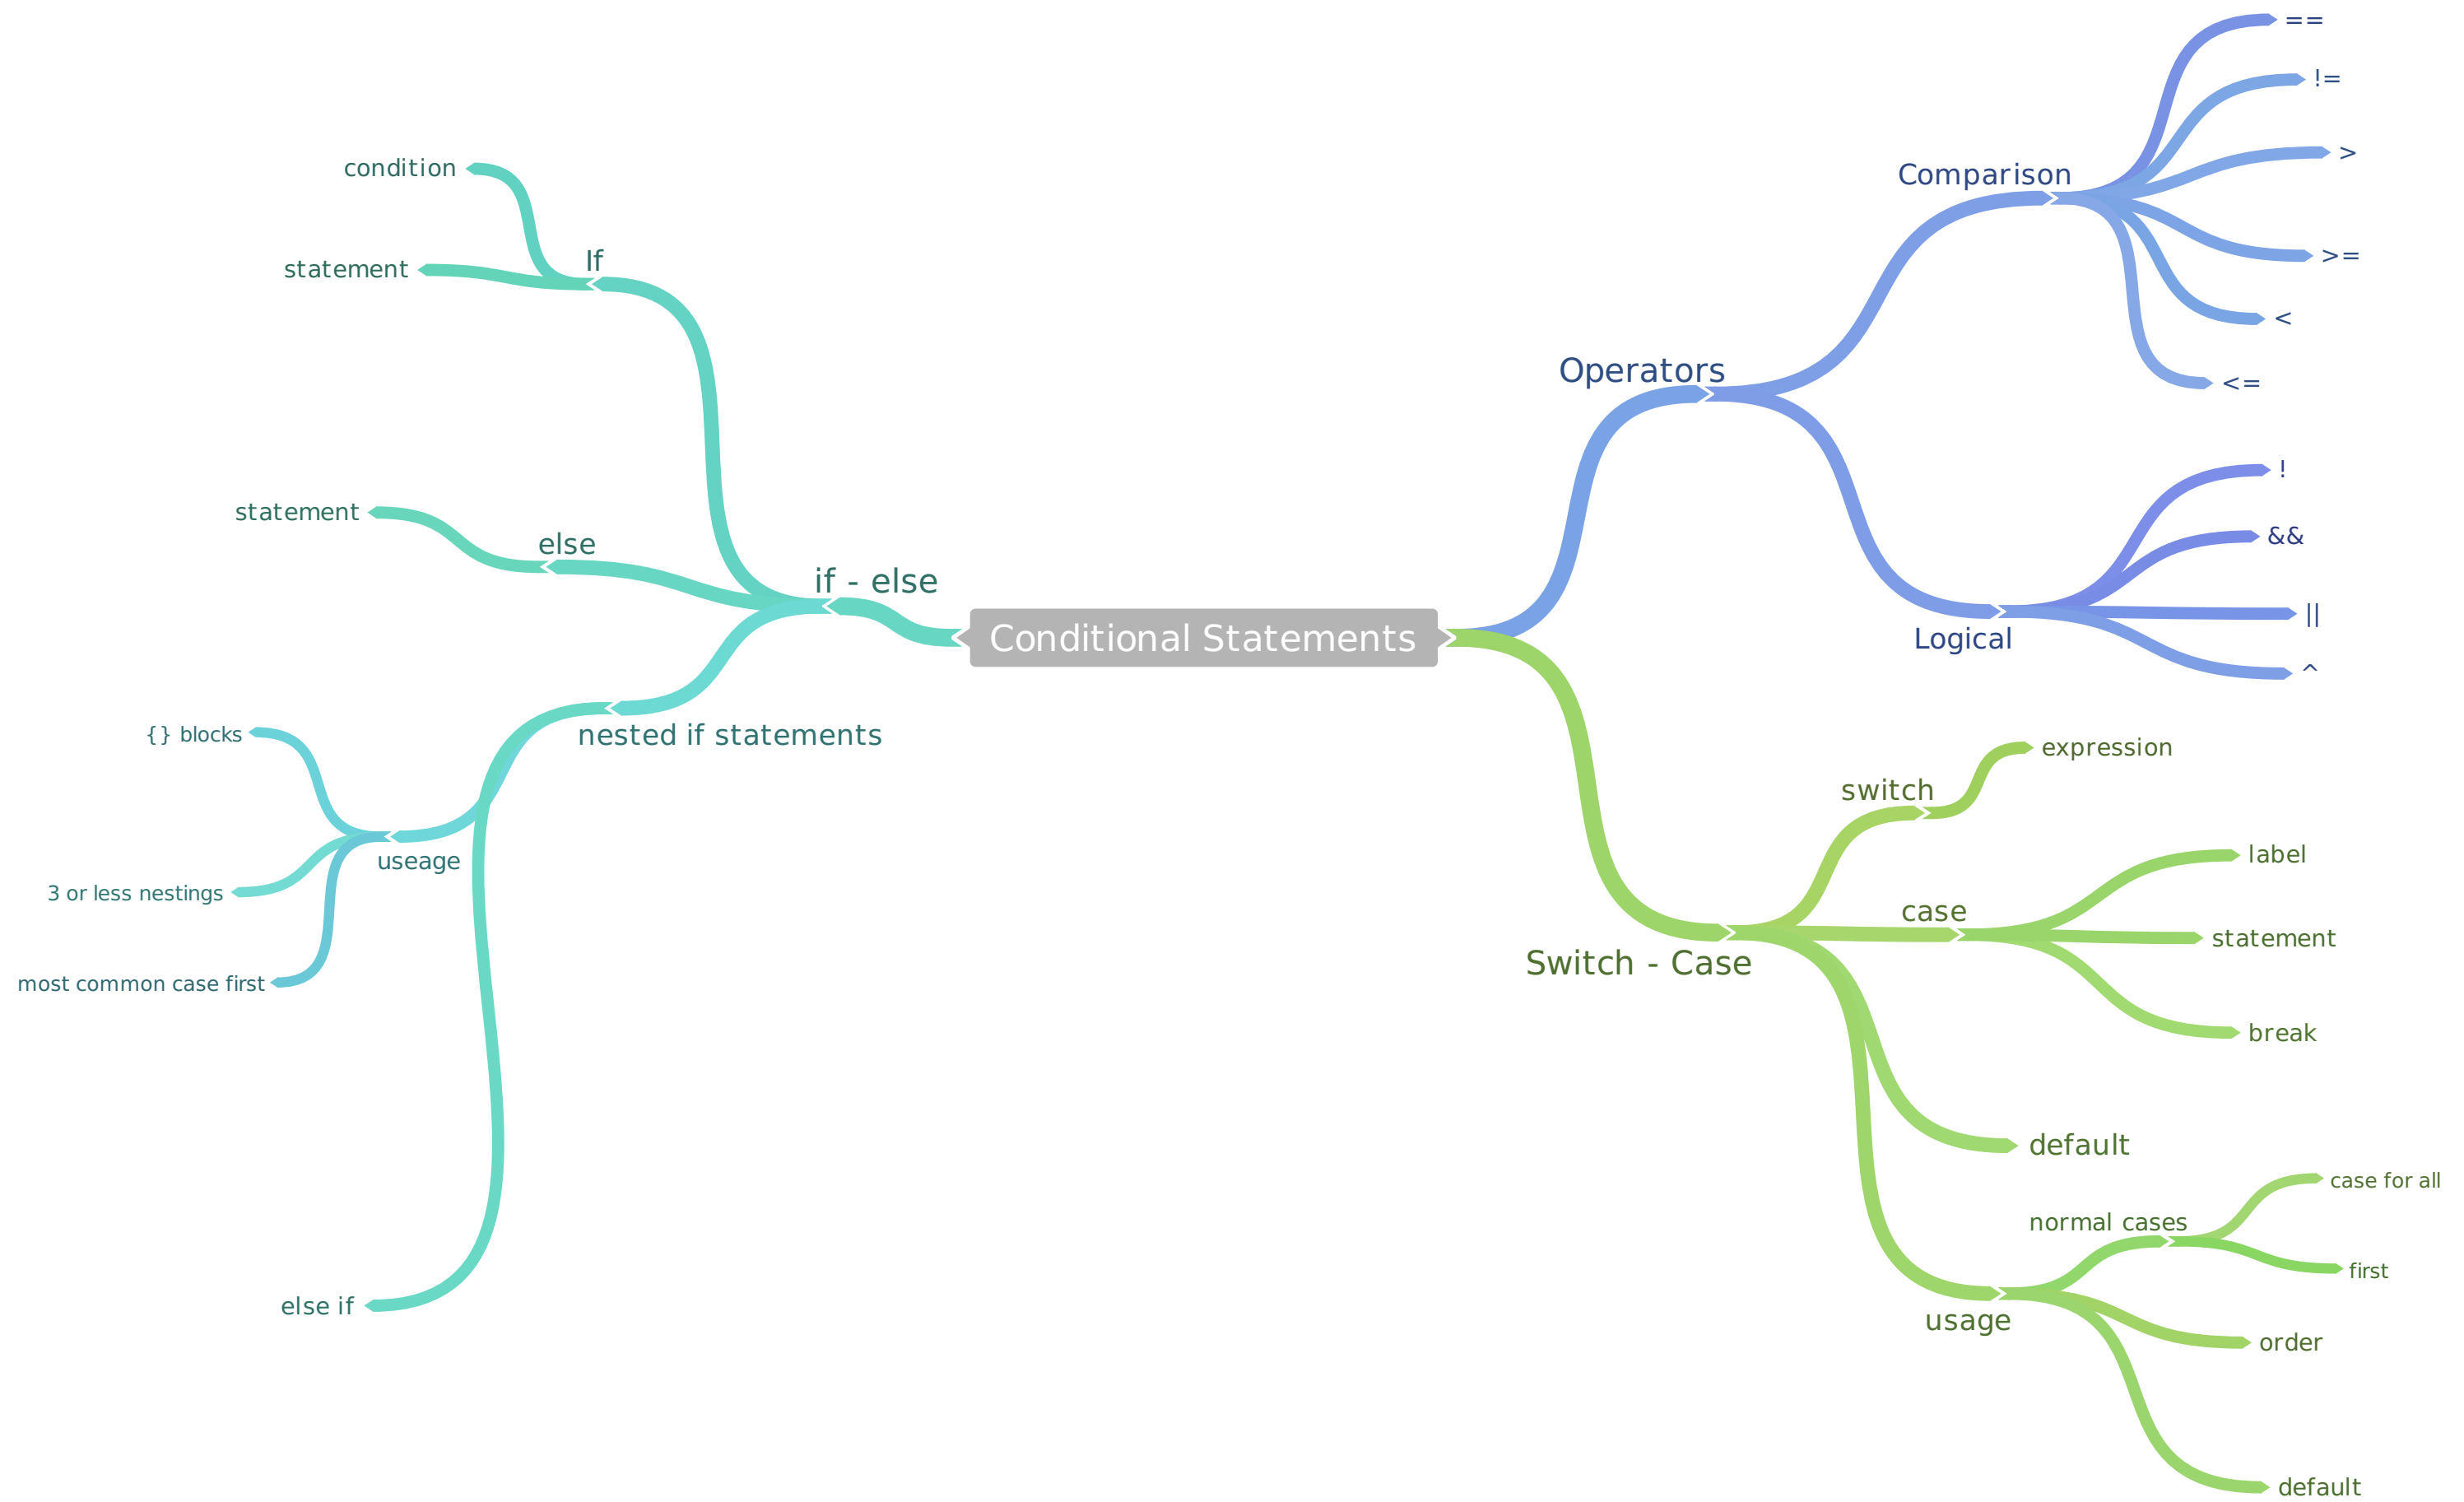 Conditional Statements
if - else
If
condition
statement
else
statement
nested if statements
useage
{} blocks
3 or less nestings
most common case first
else if
Operators
Comparison
==
!=
>
>=
<
<=
Logical
!
&&
||
^
Switch - Case
switch
expression
case
label
statement
break
default
usage
normal cases
case for all
first
order
default